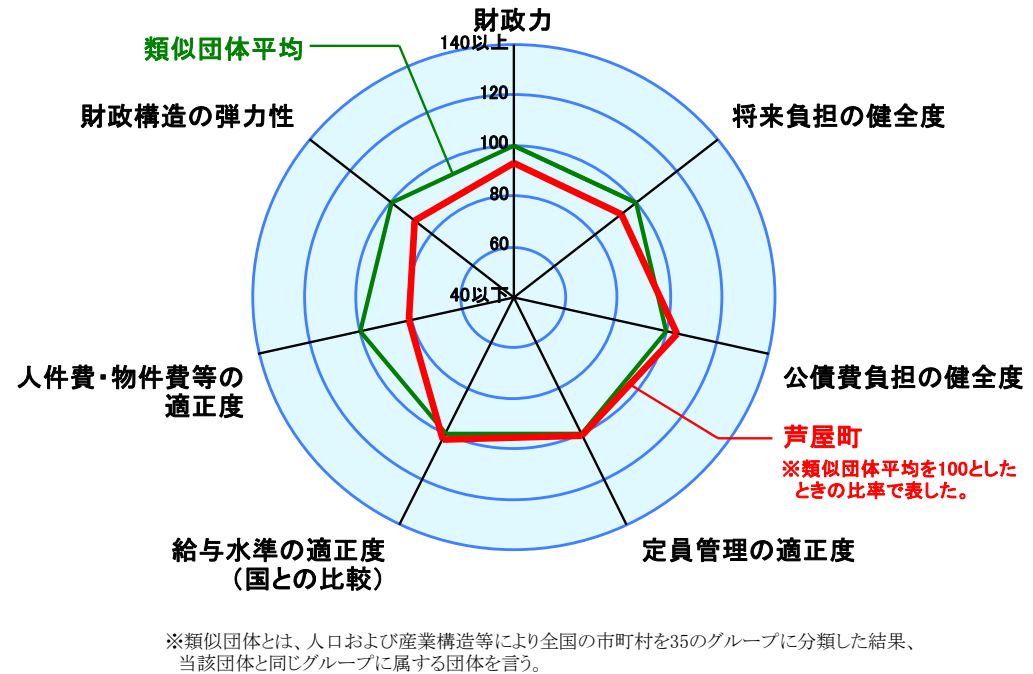 財政力
140以上
類似団体平均
120
財政構造の弾力性
将来負担の健全度
100
80
60
40以下
人件費・物件費等の
適正度
公債費負担の健全度
芦屋町
※類似団体平均を100とした
ときの比率で表した。
給与水準の適正度
（国との比較）
定員管理の適正度
※類似団体とは、人口および産業構造等により全国の市町村を35のグループに分類した結果、
当該団体と同じグループに属する団体を言う。